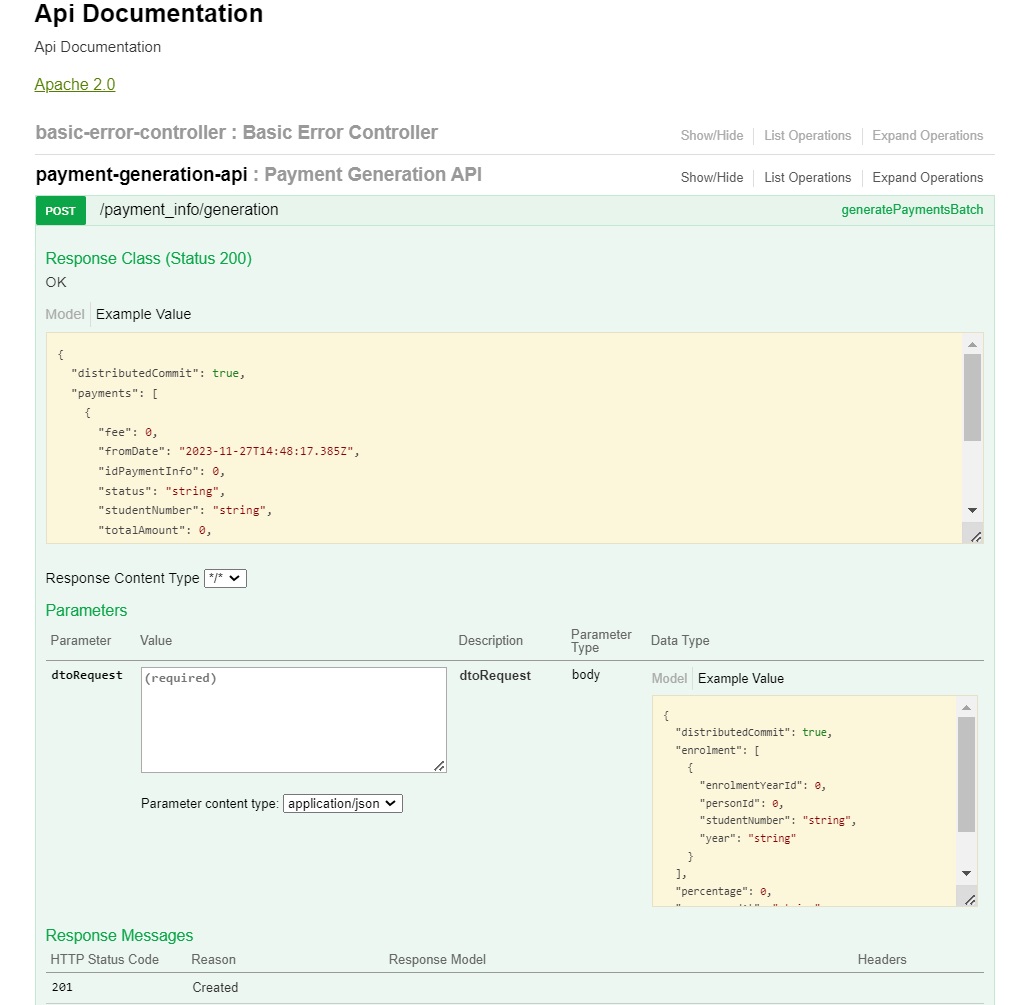 Api Documentation
Api Documentation
Apache 2.0
basic-error-controller : Basic Error Controller
Show/Hide
List Operations
Expand Operations
payment-generation-api : Payment Generation API
Show/Hide
List Operations
Expand Operations
POST /payment_info/generation
generatePaymentsBatch
Response Class (Status 200)
OK
Model
Example Value
{
"distributedCommit": true,
"payments": [
{
"fee": 0,
"fromDate": "2023-11-27T14:48:17.385Z",
"idPaymentInfo": 0,
"status": "string",
"studentNumber": "string",
"totalAmount": 0,
Response Content Type */*
Parameters
Parameter
Value
Description
Parameter
Type
Data Type
dtoRequest
(required)
dtoRequest
body
Model
Example Value
Parameter content type: application/json
{
"distributedCommit": true,
"enrolment": [
{
"enrolmentYearId": 0,
"personId": 0,
"studentNumber": "string",
"year": "string"
}
],
"percentage": 0,
Response Messages
HTTP Status Code
Reason
Response Model
Headers
201
Created